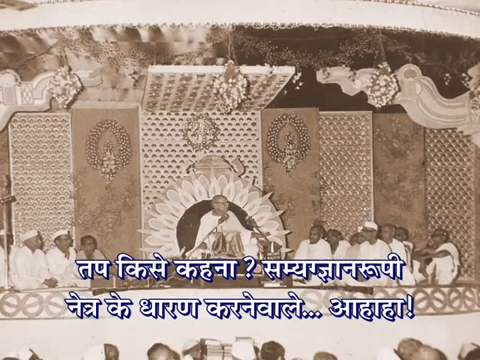 तप किसे कहना ? सम्यग्ज्ञानरूपी
नेत्र के धारण करनेवाले... आहाहा!